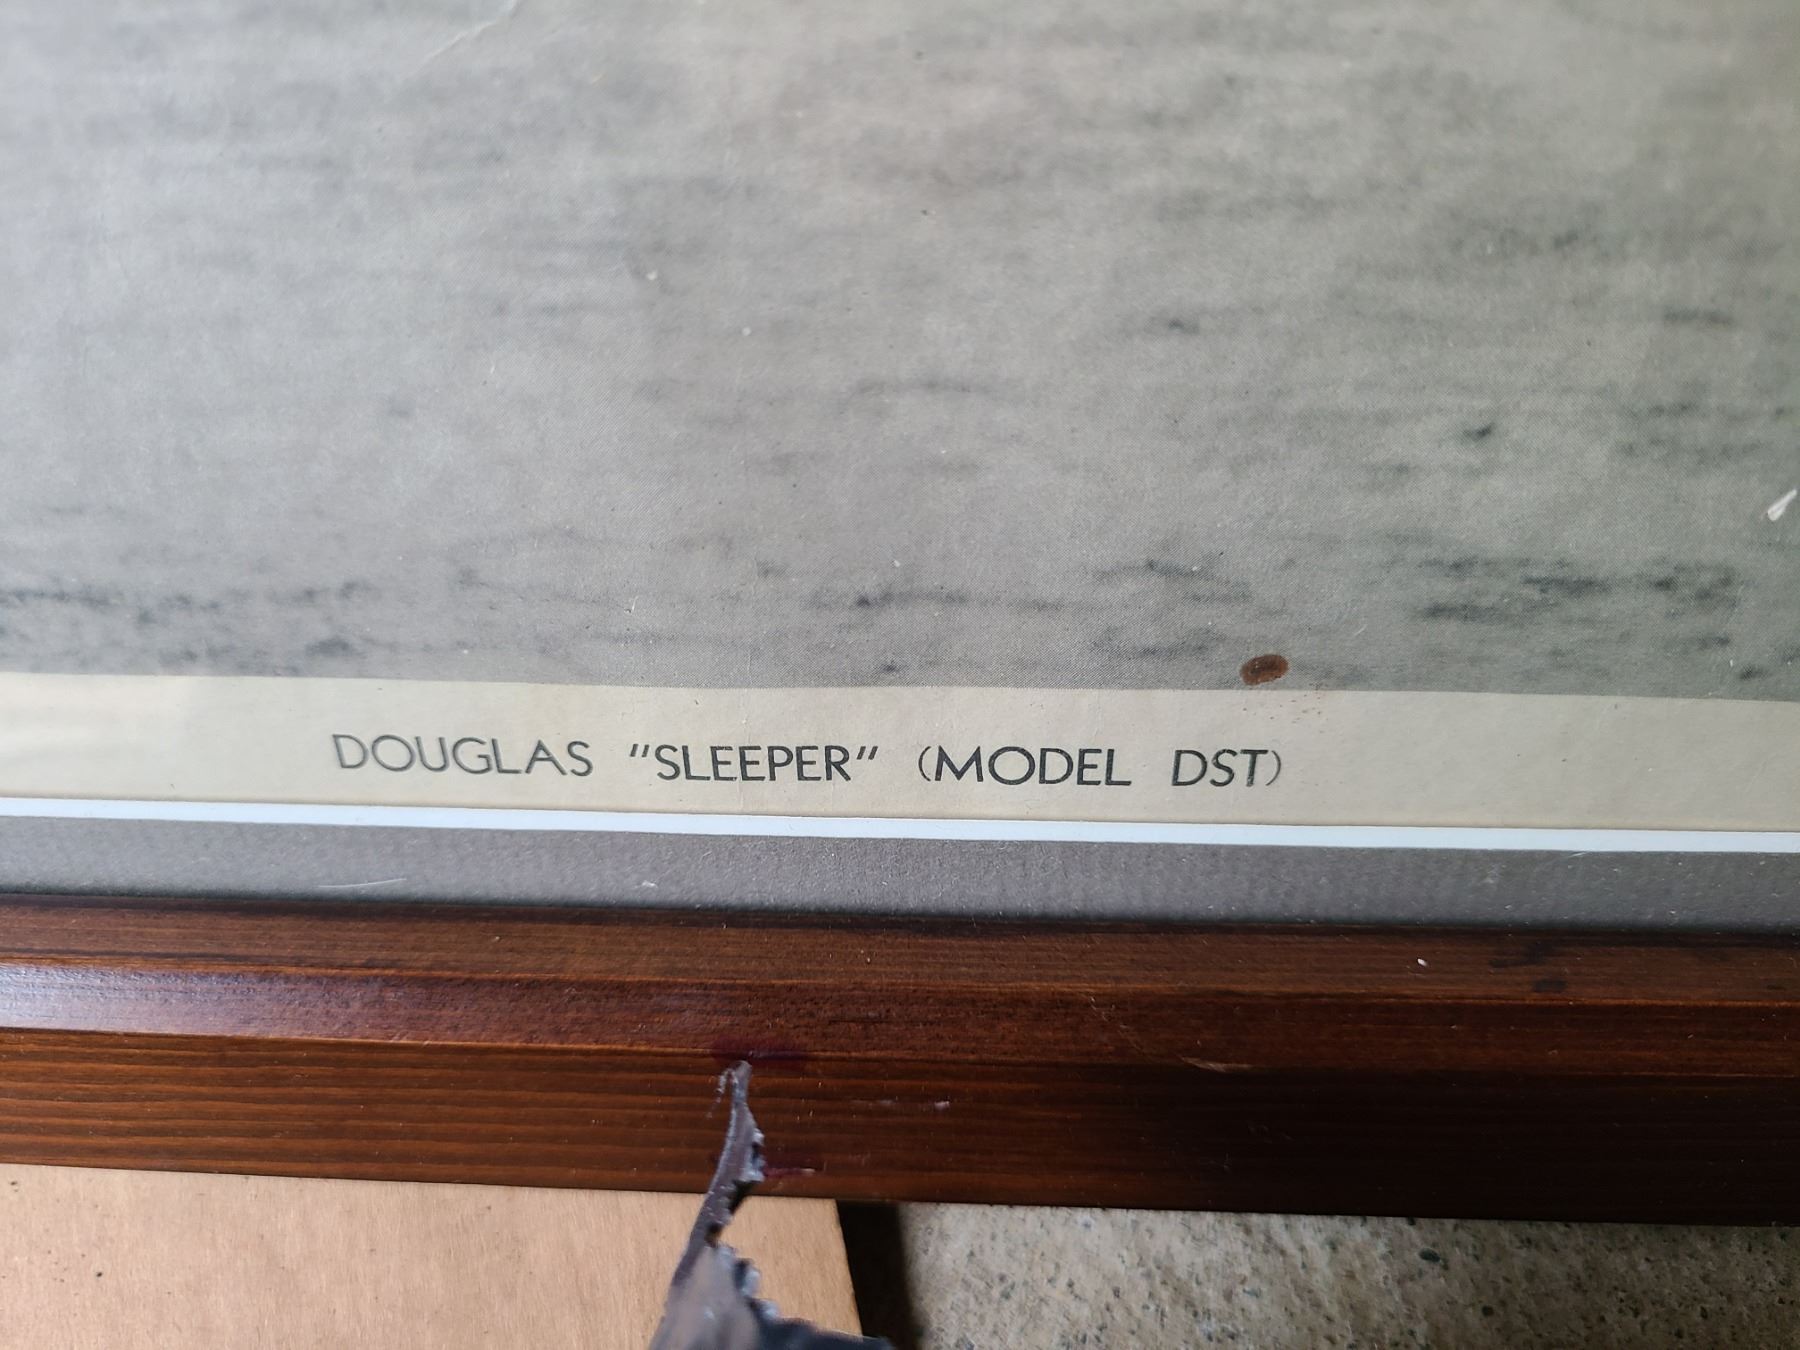 DOUGLAS "SLEEPER" (MODEL DST)